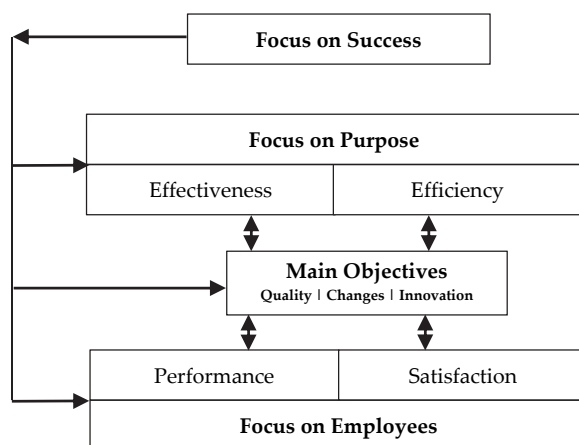 Focus on Success
Focus on Purpose
Effectiveness
Efficiency
Main Objectives
Quality | Changes | Innovation
Performance
Satisfaction
Focus on Employees